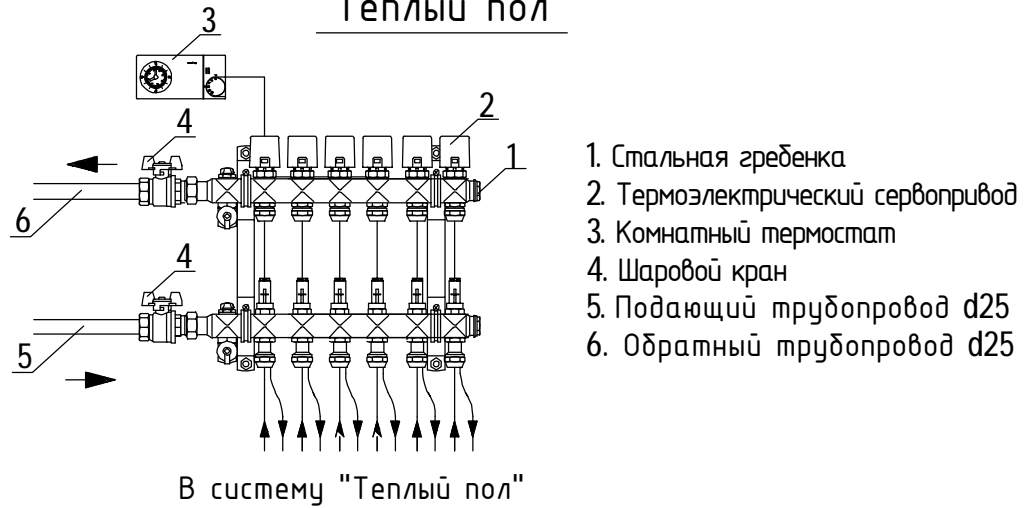 Теплый пол
3
4
2
1
6
4
5
1. Стальная гребенка
2. Термоэлектрический сервопривод
3. Комнатный термостат
4. Шаровой кран
5. Подающий трубопровод d25
6. Обратный трубопровод d25
В систему "Теплый пол"